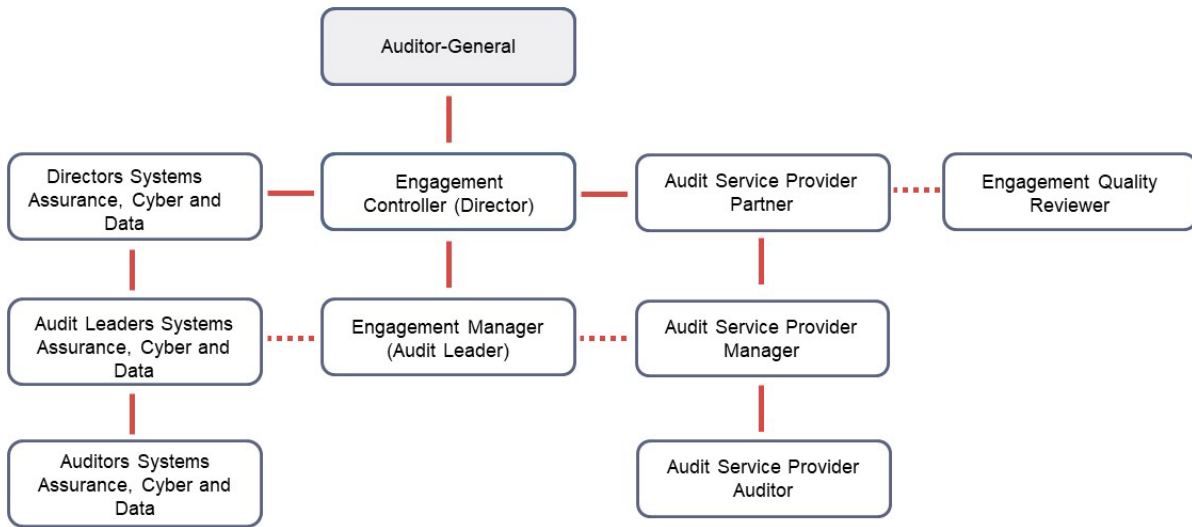 Auditor-General
Directors Systems
Assurance, Cyber and
Data
Engagement
Controller (Director)
Audit Service Provider
Partner
Engagement Quality
Reviewer
Audit Leaders Systems
Assurance, Cyber and
Data
Engagement Manager
(Audit Leader)
Audit Service Provider
Manager
Auditors Systems
Assurance, Cyber and
Data
Audit Service Provider
Auditor